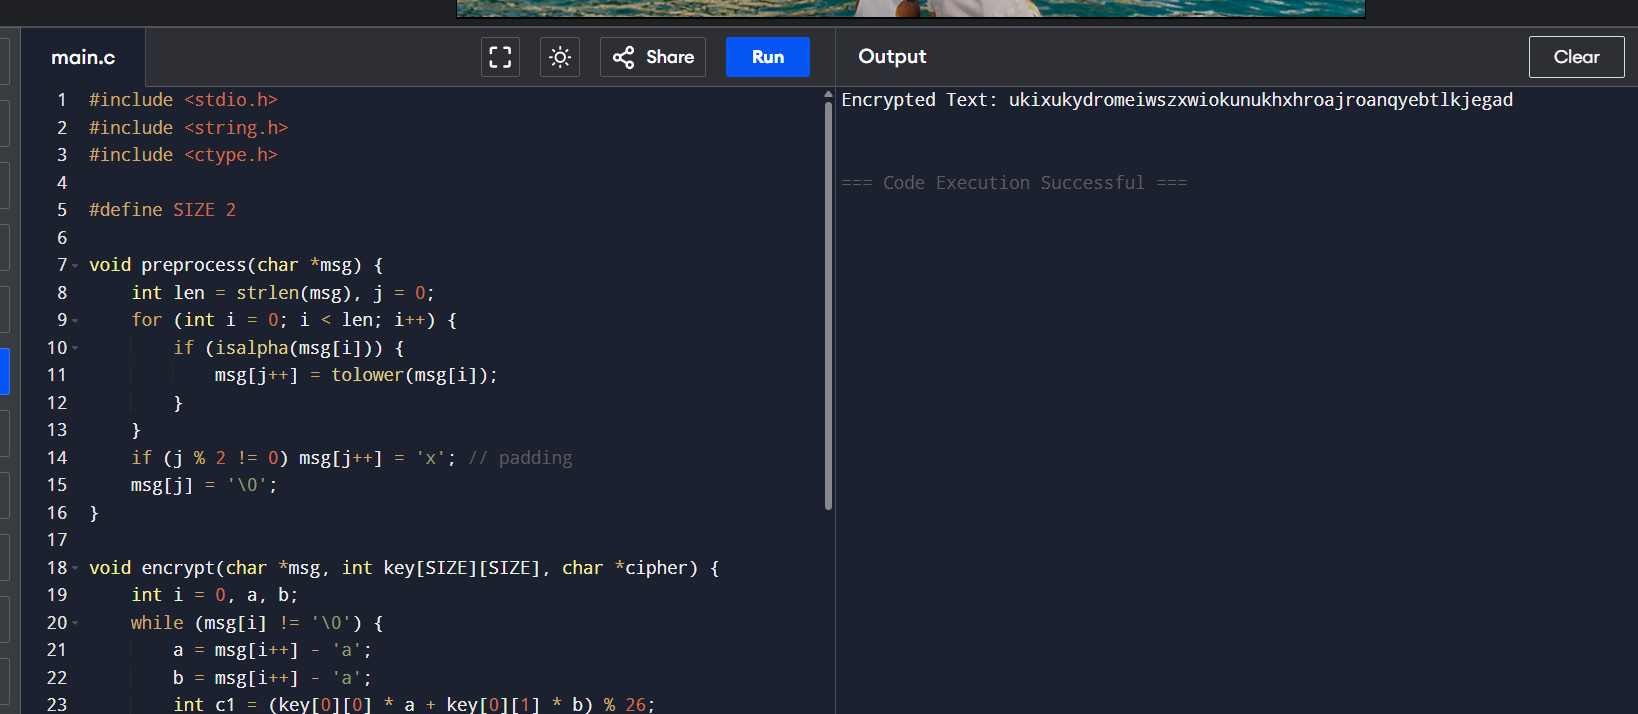 main.c
Share
Run
Output
Clear
1 #include <stdio.h>
2 #include <string.h>
3 #include <ctype.h>
4
5 #define SIZE 2
6
7 void preprocess(char *msg) {
8     int len = strlen(msg), j = 0;
9     for (int i = 0; i < len; i++) {
10         if (isalpha(msg[i])) {
11             msg[j++] = tolower(msg[i]);
12         }
13     }
14     if (j % 2 != 0) msg[j++] = 'x'; // padding
15     msg[j] = '\0';
16 }
17
18 void encrypt(char *msg, int key[SIZE][SIZE], char *cipher) {
19     int i = 0, a, b;
20     while (msg[i] != '\0') {
21         a = msg[i++] - 'a';
22         b = msg[i++] - 'a';
23         int c1 = (key[0][0] * a + key[0][1] * b) % 26;
Encrypted Text: ukixukydromeiwszxwiokunukhxhroajroanqyebtlkjegad
=== Code Execution Successful ===